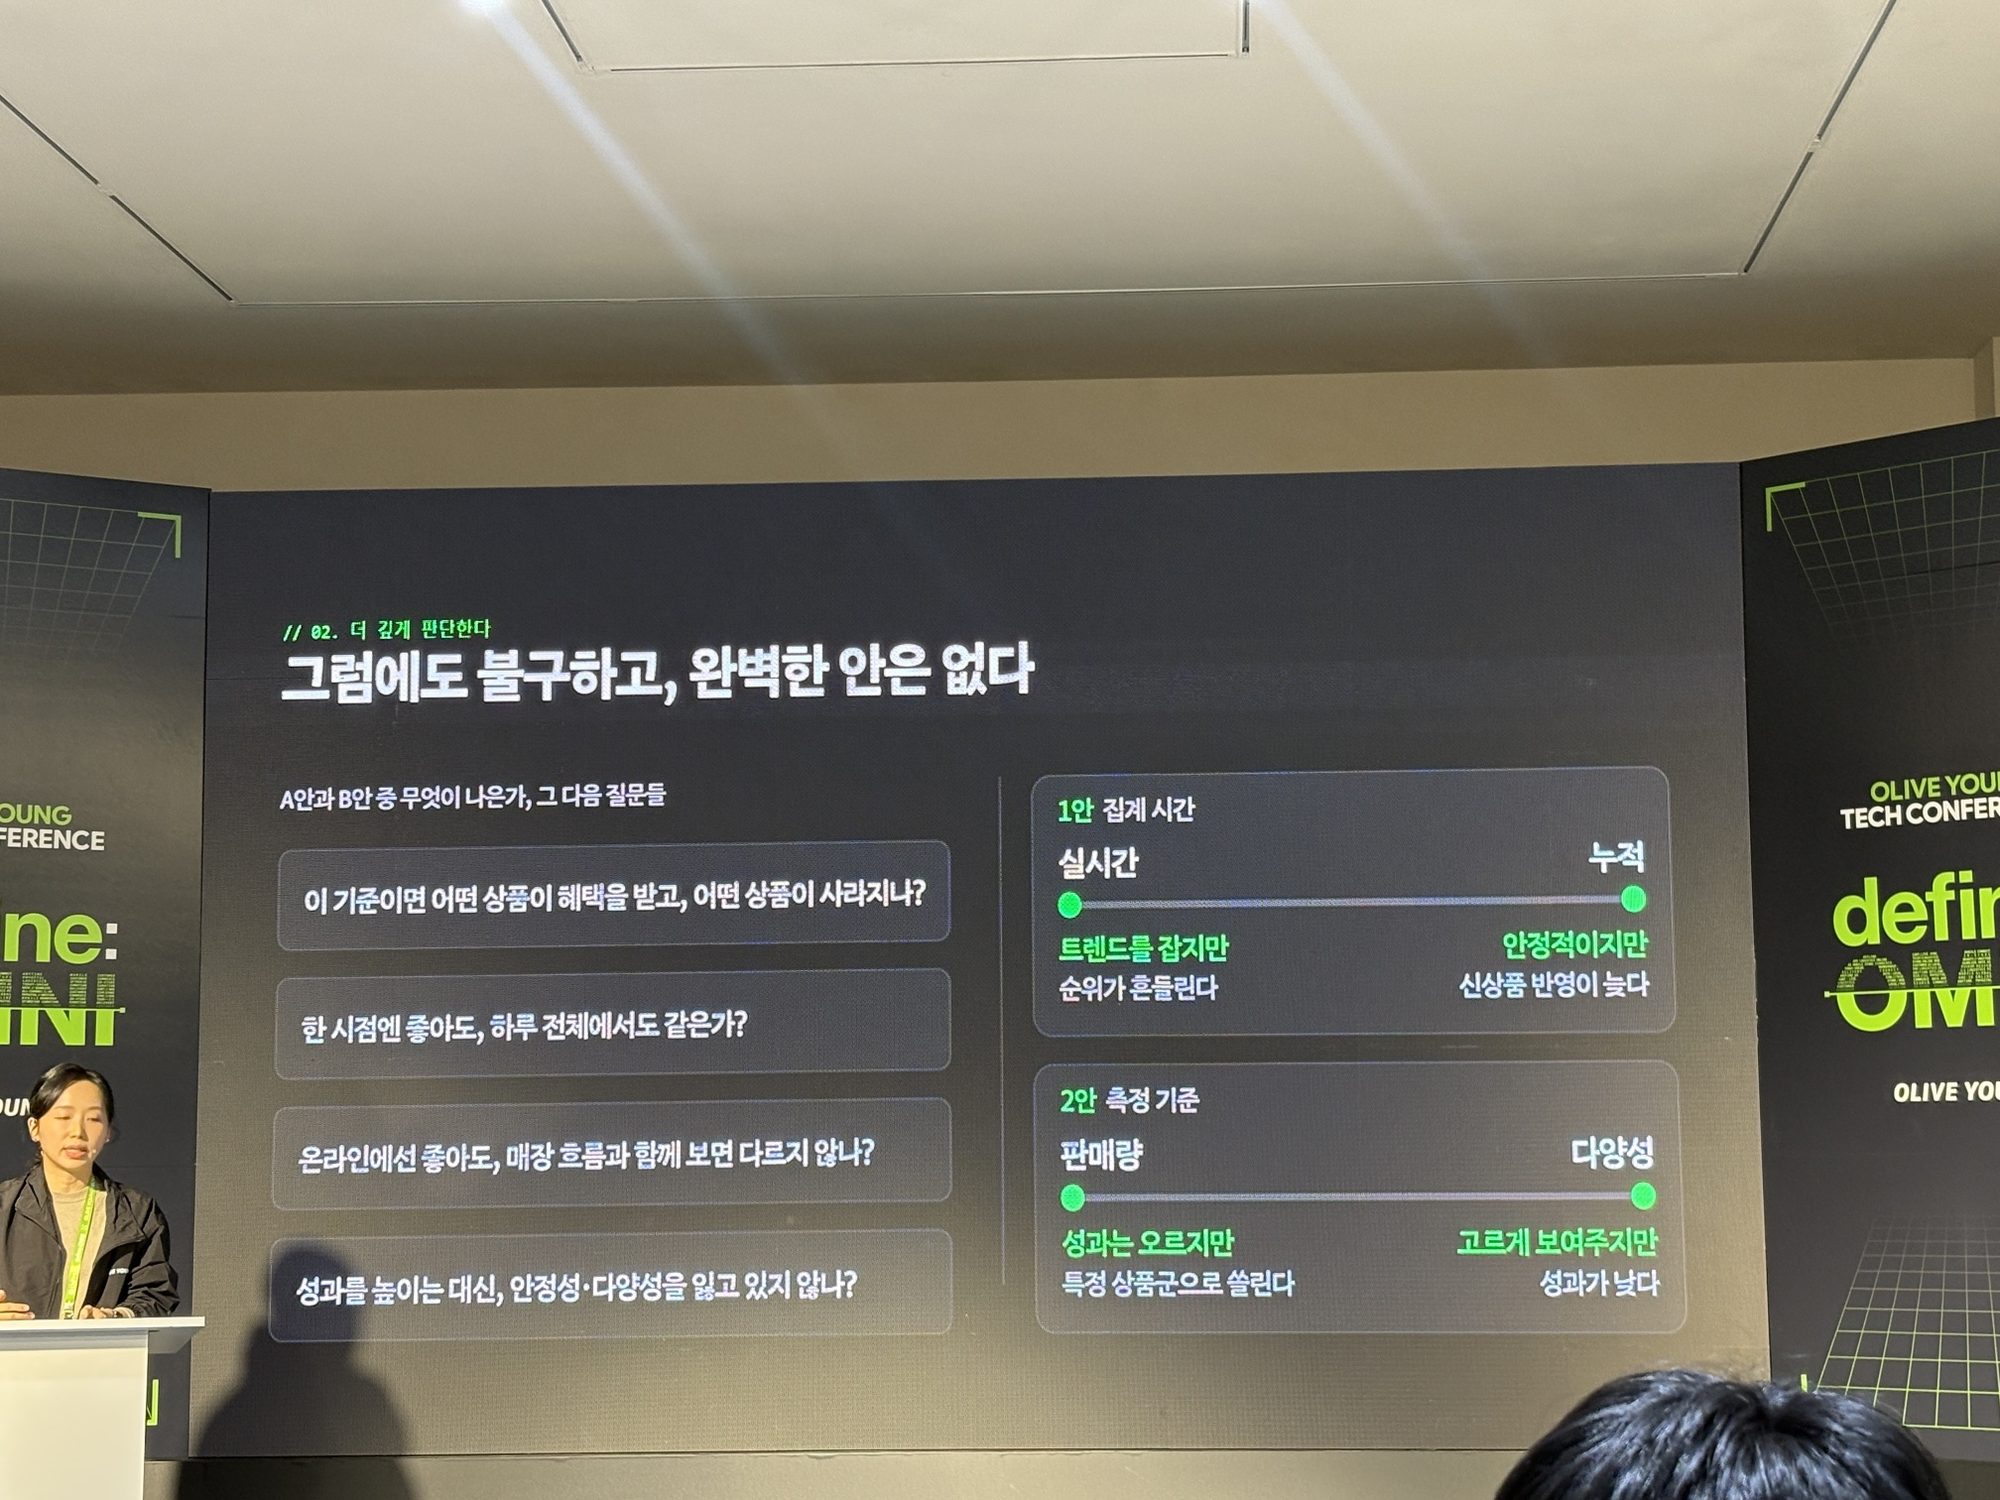 // 02. 더 깊게 판단한다
그럼에도 불구하고, 완벽한 안은 없다
A안과 B안 중 무엇이 나은가, 그 다음 질문들
이 기준이면 어떤 상품이 혜택을 받고, 어떤 상품이 사라지나?
한 시점엔 좋아도, 하루 전체에서도 같은가?
온라인에선 좋아도, 매장 흐름과 함께 보면 다르지 않나?
성과를 높이는 대신, 안정성·다양성을 잃고 있지 않나?
1안 집계 시간
실시간 누적
트렌드를 잡지만 안정적이지만
순위가 흔들린다 신상품 반영이 늦다
2안 측정 기준
판매량 다양성
성과는 오르지만 고르게 보여주지만
특정 상품군으로 쏠린다 성과가 낮다
OUNG
FERENCE
ine:
INI
OUN
OLIVE YOU
TECH CONFER
defin
OM
OLIVE YOU